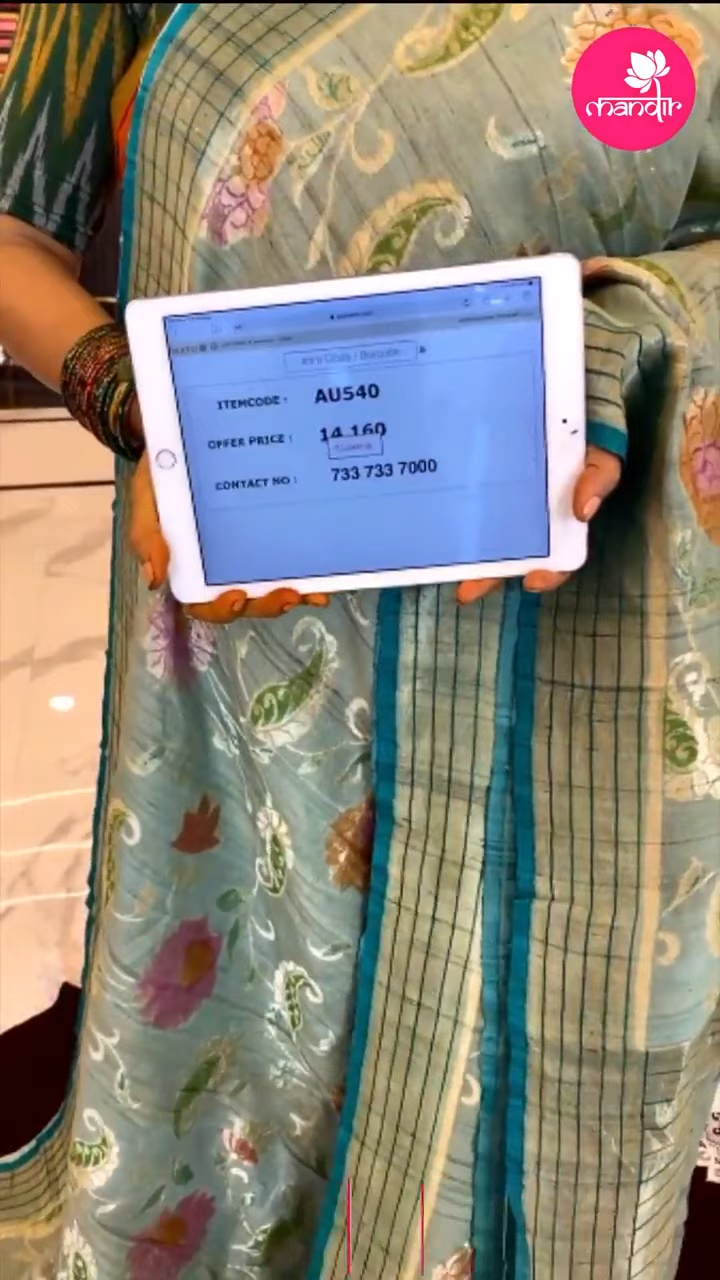 mandir
ITEMCODE : AU540
OFFER PRICE : 14,160
CONTACT NO : 733 733 7000